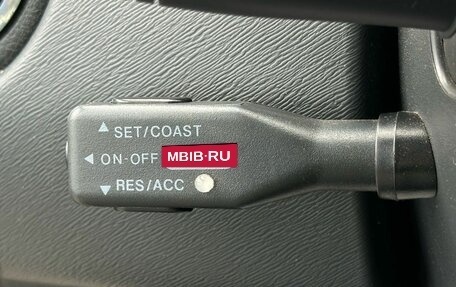 ▲ SET/COAST
◀ ON-OFF MBIB·RU
▼ RES/ACC